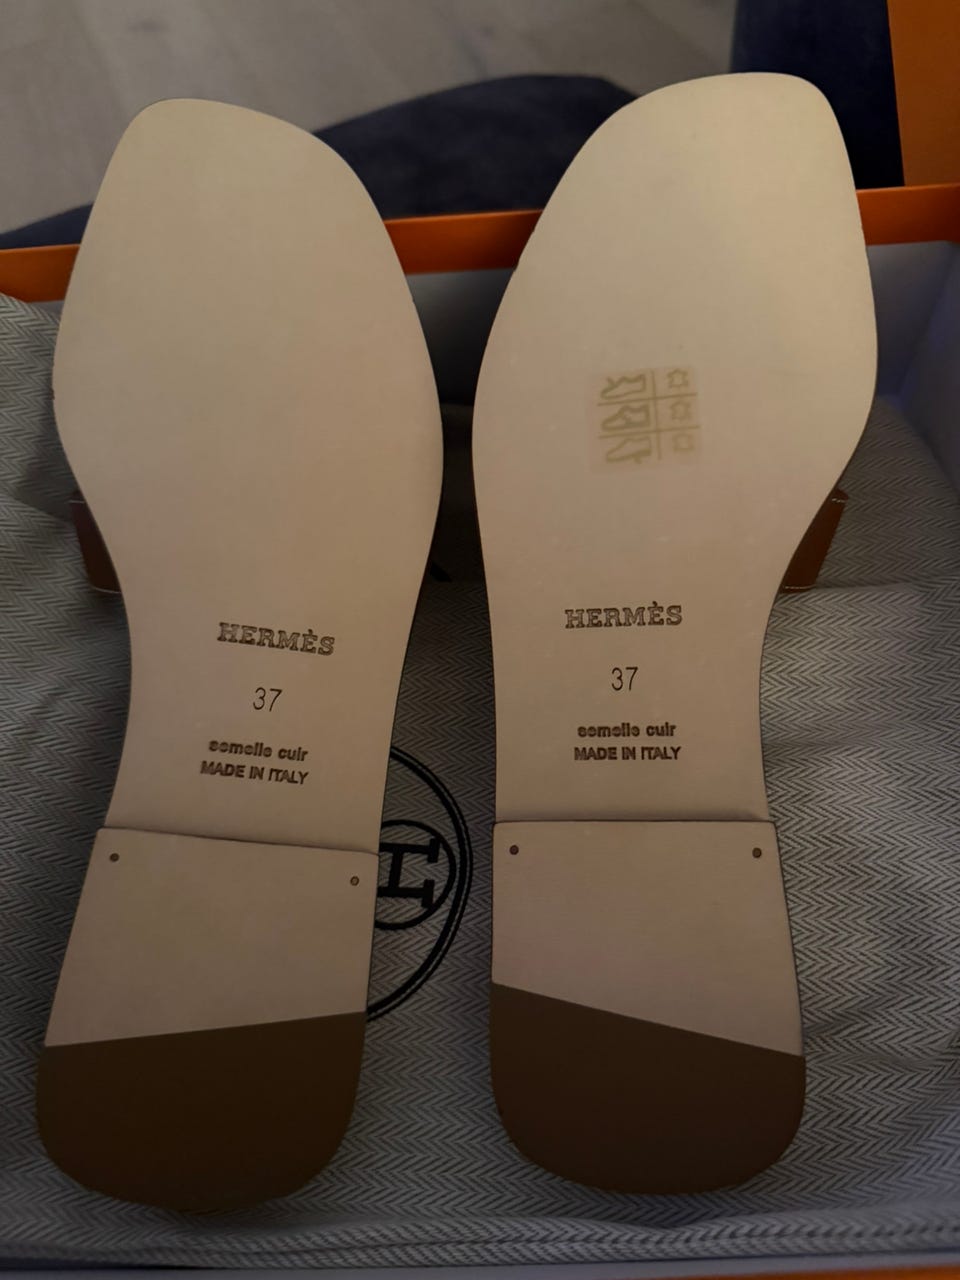 HERMÈS
37
semelle cuir
MADE IN ITALY
HERMÈS
37
semelle cuir
MADE IN ITALY
H